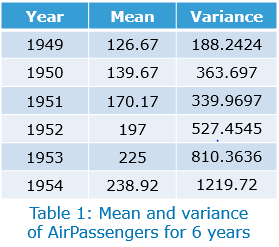 Year Mean Variance
1949 126.67 188.2424
1950 139.67 363.697
1951 170.17 339.9697
1952 197 527.4545
1953 225 810.3636
1954 238.92 1219.72
Table 1: Mean and variance
of AirPassengers for 6 years